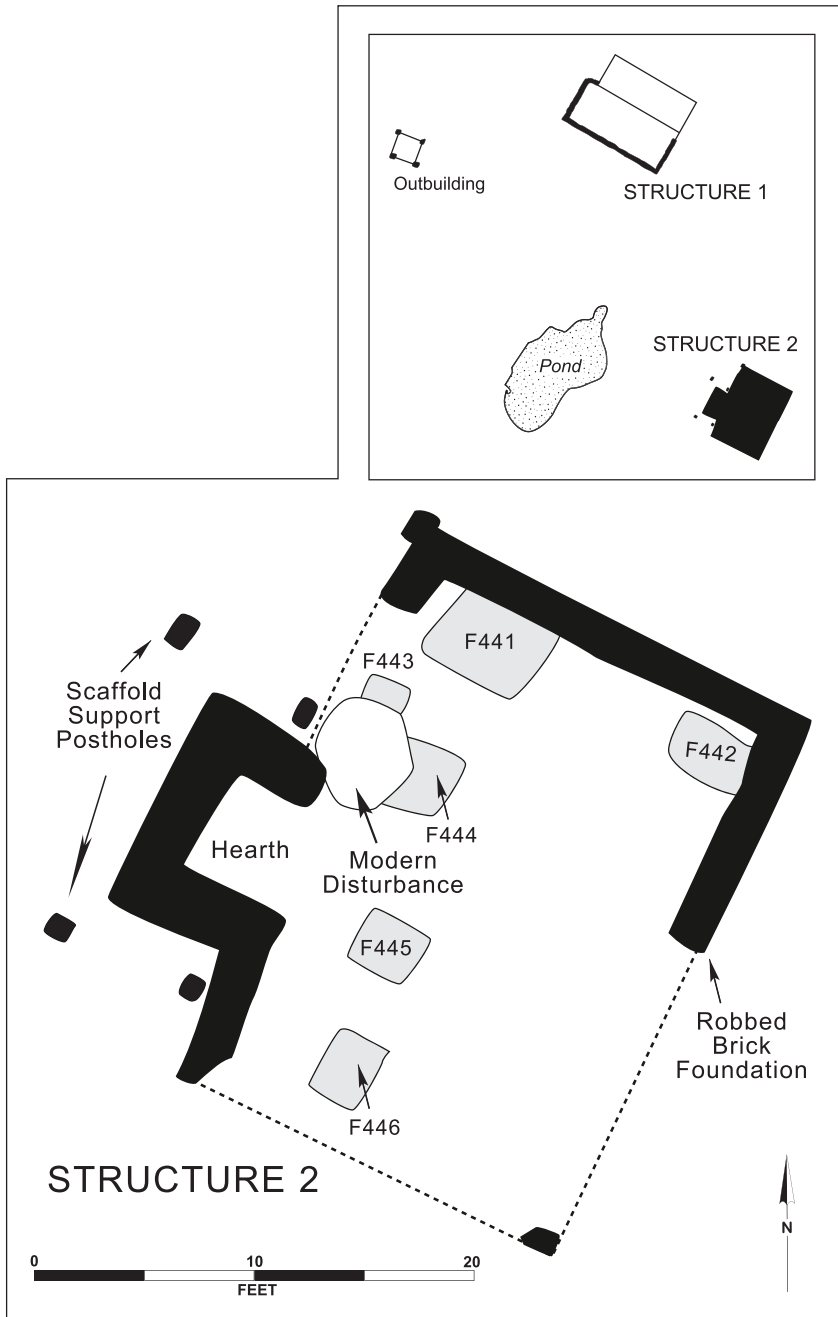 Outbuilding
STRUCTURE 1
Pond
STRUCTURE 2
F441
F443
Scaffold
Support
Postholes
F442
F444
Hearth
Modern
Disturbance
F445
Robbed
Brick
Foundation
F446
STRUCTURE 2
N
0 10 20
FEET